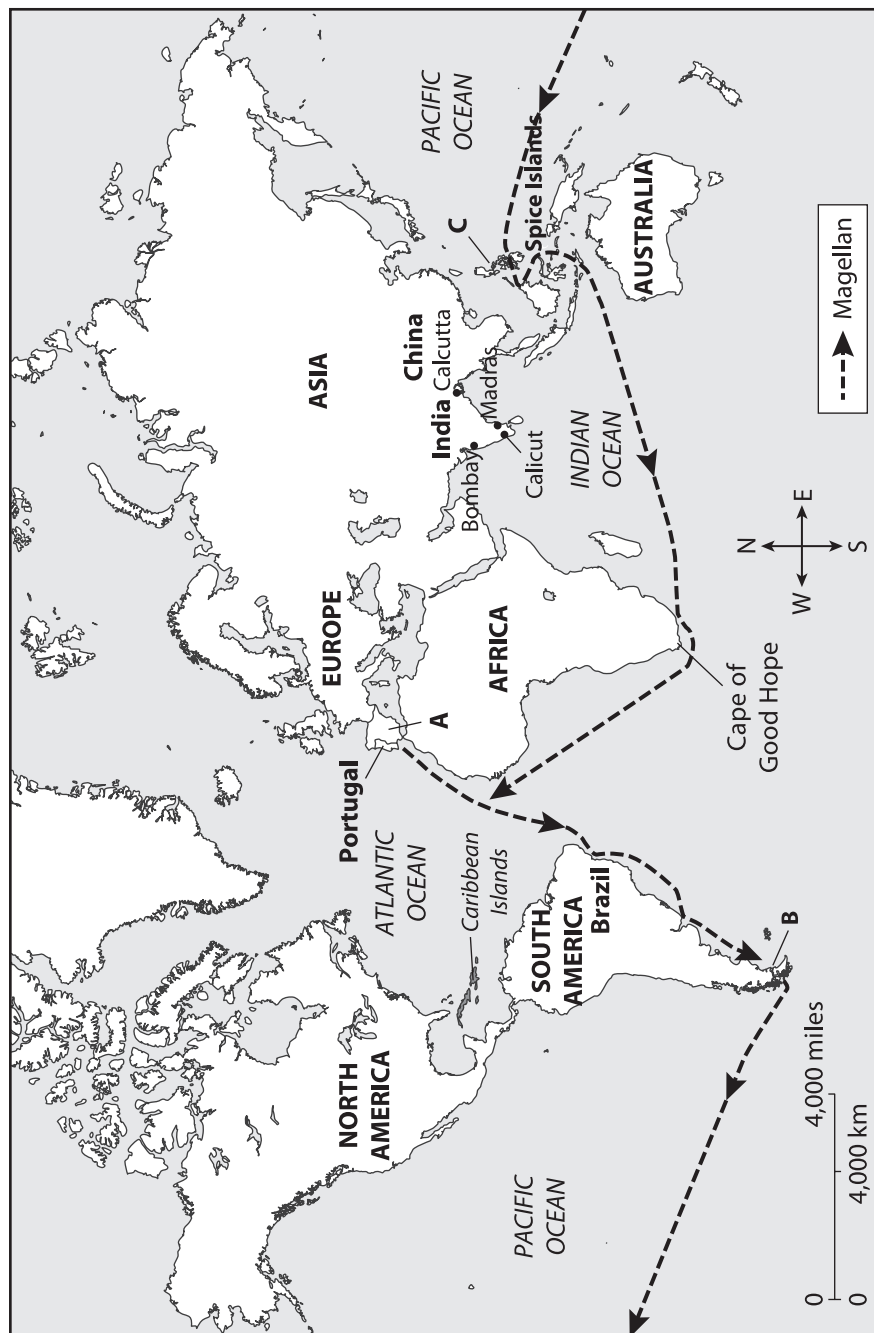 NORTH
AMERICA
PACIFIC
OCEAN
ATLANTIC
OCEAN
Caribbean
Islands
SOUTH
AMERICA
Brazil
B
Portugal
A
EUROPE
AFRICA
Cape of
Good Hope
ASIA
China
India
Calcutta
Bombay
Madras
Calicut
INDIAN
OCEAN
PACIFIC
OCEAN
C
Spice Islands
AUSTRALIA
N
W
E
S
0
4,000 miles
0
4,000 km
Magellan